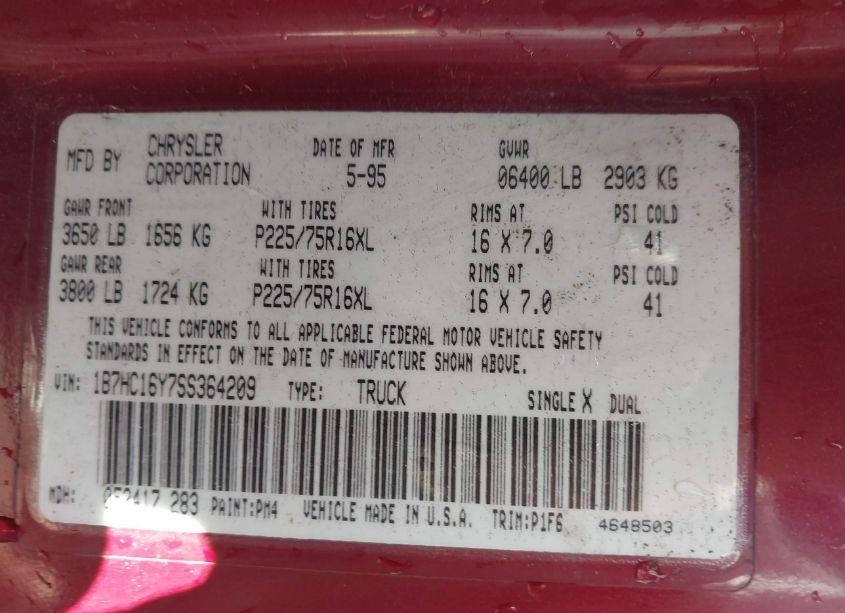 MFD BY CHRYSLER CORPORATION DATE OF MFR 5-95 GVWR 06400 LB 2903 KG
GAWR FRONT WITH TIRES RIMS AT PSI COLD
3650 LB 1656 KG P225/75R16XL 16 X 7.0 41
GAWR REAR WITH TIRES RIMS AT PSI COLD
3800 LB 1724 KG P225/75R16XL 16 X 7.0 41
THIS VEHICLE CONFORMS TO ALL APPLICABLE FEDERAL MOTOR VEHICLE SAFETY
STANDARDS IN EFFECT ON THE DATE OF MANUFACTURE SHOWN ABOVE.
VIN: 1B7HC16Y7SS364209 TYPE: TRUCK SINGLE X DUAL
MDH: 052417 283 PAINT:PM4 VEHICLE MADE IN U.S.A. TRIM:P1F6 4648503